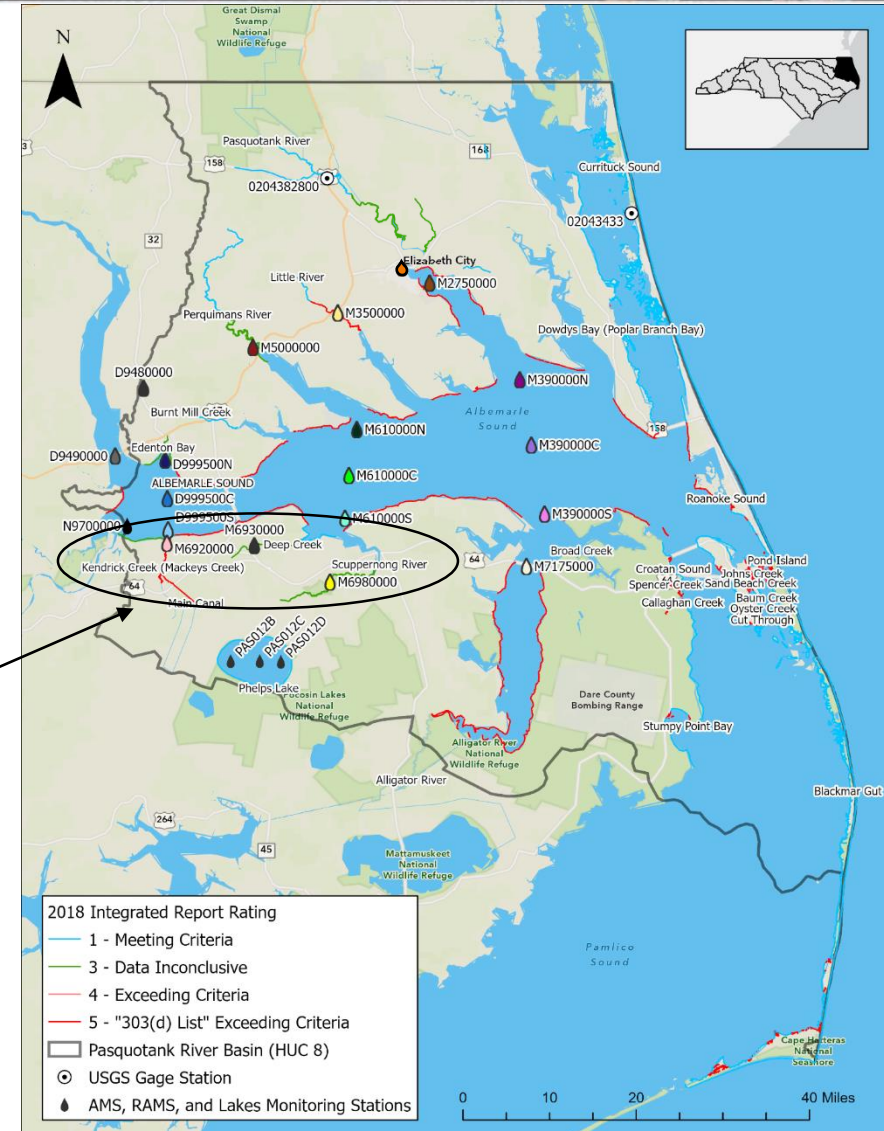 Great Dismal
Swamp
National
Wildlife Refuge
N
Pasquotank River
158
168
0204382800
Currituck Sound
02043433
32
Elizabeth City
M2750000
Little River
M3500000
Perquimans River
M5000000
Dowdys Bay (Poplar Branch Bay)
D9480000
M390000N
Burnt Mill Creek
Albemarle
Sound
M610000N
158
Edenton Bay
D9490000
D999500N
M390000C
M610000C
ALBEMARLE SOUND
D999500C
Roanoke Sound
D999500S
N9700000
M610000S
M390000S
M6930000
M6920000
Deep Creek
Broad Creek
Scuppernong River
64
M7175000
Pond Island
Croatan Sound
Johns Creek
Kendrick Creek (Mackeys Creek)
M6980000
64
Spencer Creek
Sand Beach Creek
64
Main Canal
Callaghan Creek
Baum Creek
Oyster Creek
Cut Through
PAS012B
PAS012C
PAS012D
Phelps Lake
Pocosin Lakes
National
Wildlife Refuge
Dare County
Bombing Range
Stumpy Point Bay
Alligator River
National
Wildlife Refuge
Alligator River
Blackmar Gut
264
45
Mattamuskeet
National
Wildlife Refuge
Pamlico
Sound
Cape Hatteras
National
Seashore
2018 Integrated Report Rating
1 - Meeting Criteria
3 - Data Inconclusive
4 - Exceeding Criteria
5 - "303(d) List" Exceeding Criteria
Pasquotank River Basin (HUC 8)
USGS Gage Station
AMS, RAMS, and Lakes Monitoring Stations
0 10 20 40 Miles